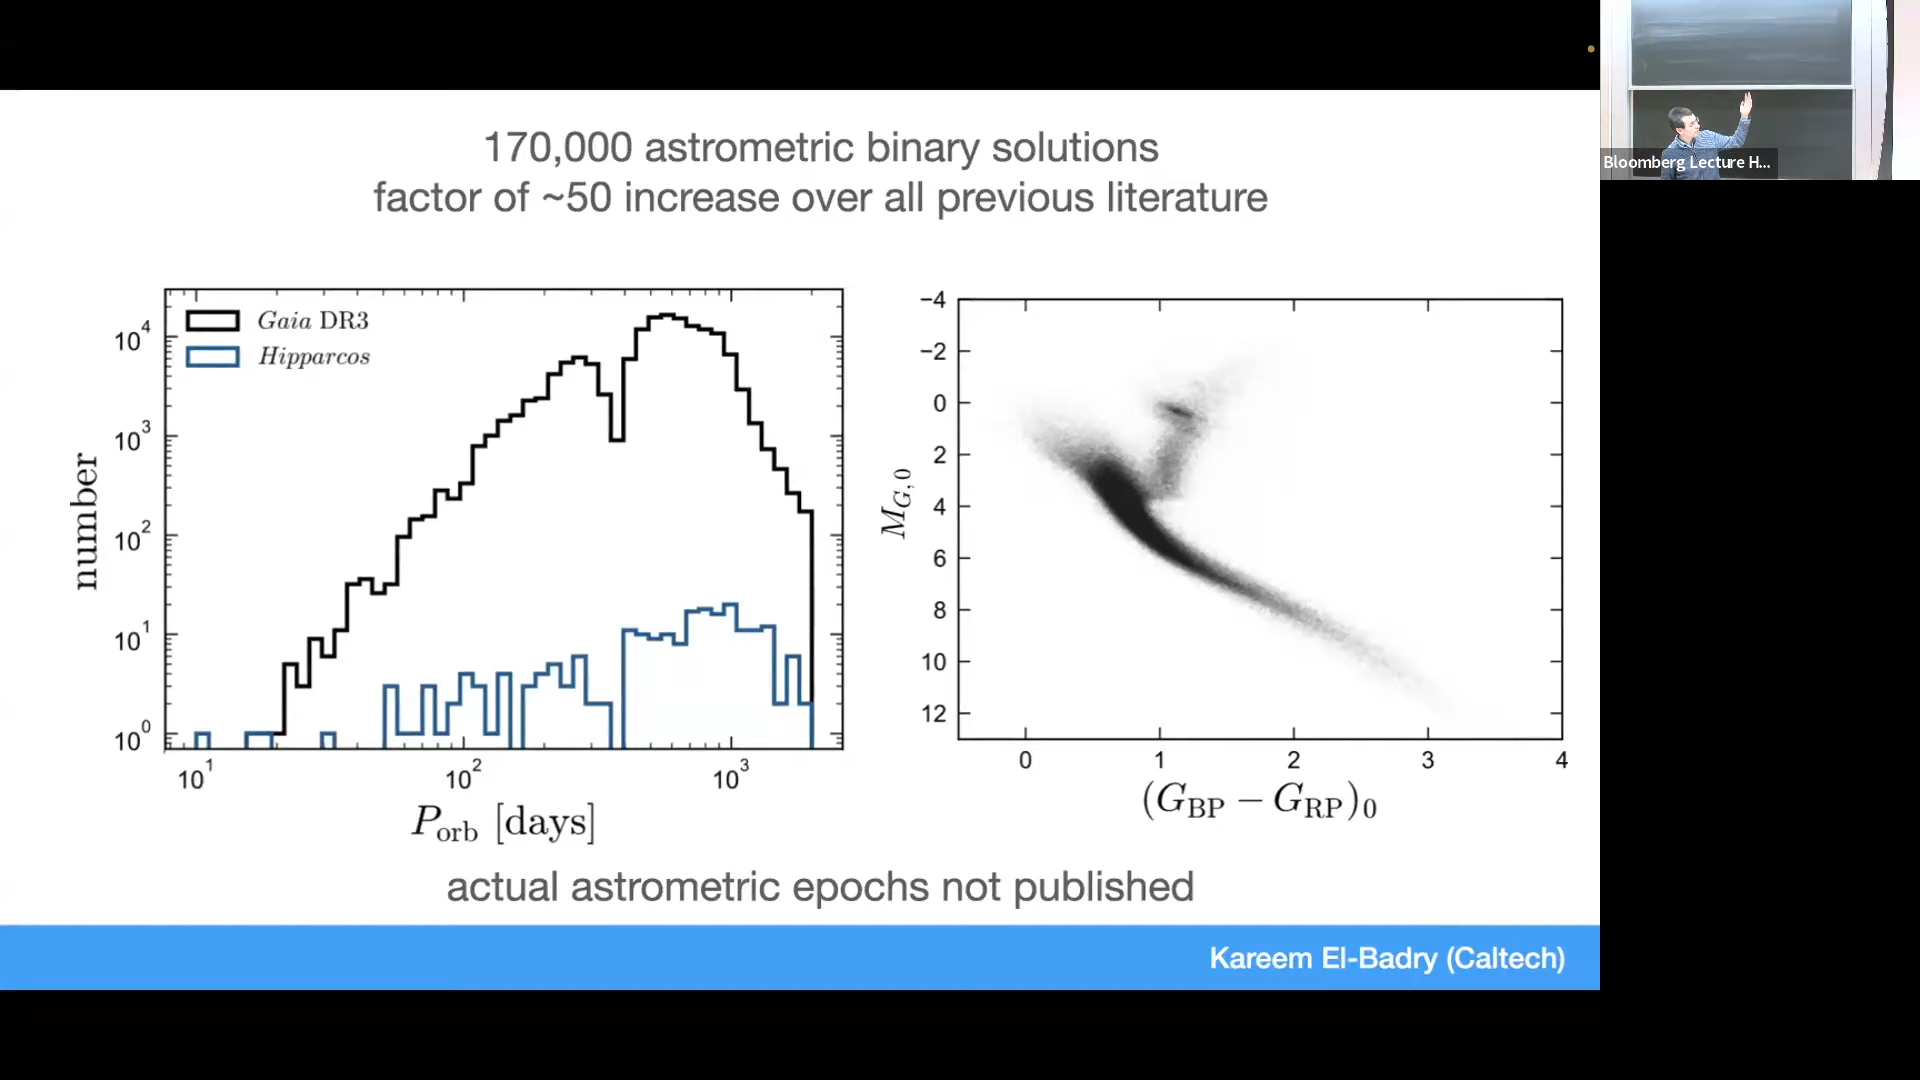 170,000 astrometric binary solutions
factor of ~50 increase over all previous literature
Gaia DR3
Hipparcos
number
10⁴
10³
10²
10¹
10⁰
10¹ 10² 10³
P_orb [days]
M_G,0
−4
−2
0
2
4
6
8
10
12
0 1 2 3 4
(G_BP − G_RP)_0
actual astrometric epochs not published
Kareem El-Badry (Caltech)
Bloomberg Lecture H...